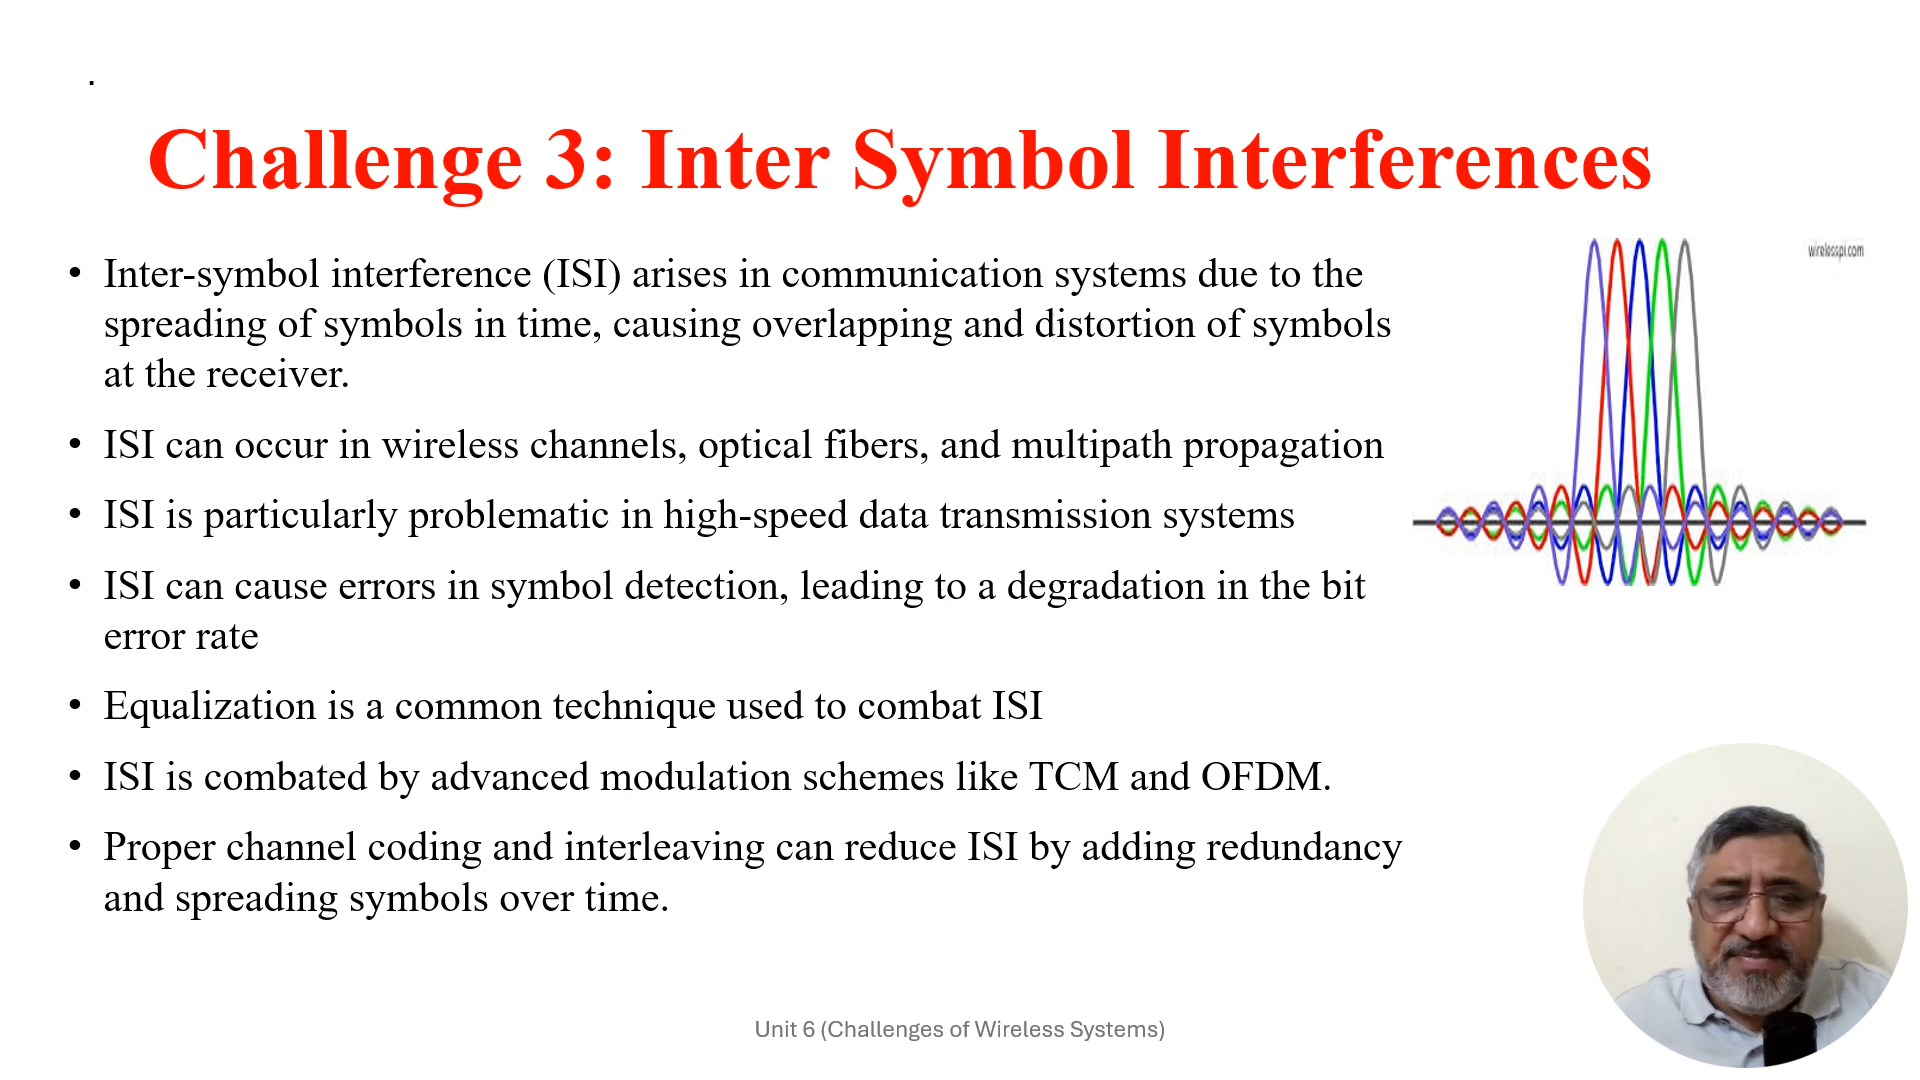 .
Challenge 3: Inter Symbol Interferences
• Inter-symbol interference (ISI) arises in communication systems due to the
spreading of symbols in time, causing overlapping and distortion of symbols
at the receiver.
• ISI can occur in wireless channels, optical fibers, and multipath propagation
• ISI is particularly problematic in high-speed data transmission systems
• ISI can cause errors in symbol detection, leading to a degradation in the bit
error rate
• Equalization is a common technique used to combat ISI
• ISI is combated by advanced modulation schemes like TCM and OFDM.
• Proper channel coding and interleaving can reduce ISI by adding redundancy
and spreading symbols over time.
wirelesspi.com
Unit 6 (Challenges of Wireless Systems)